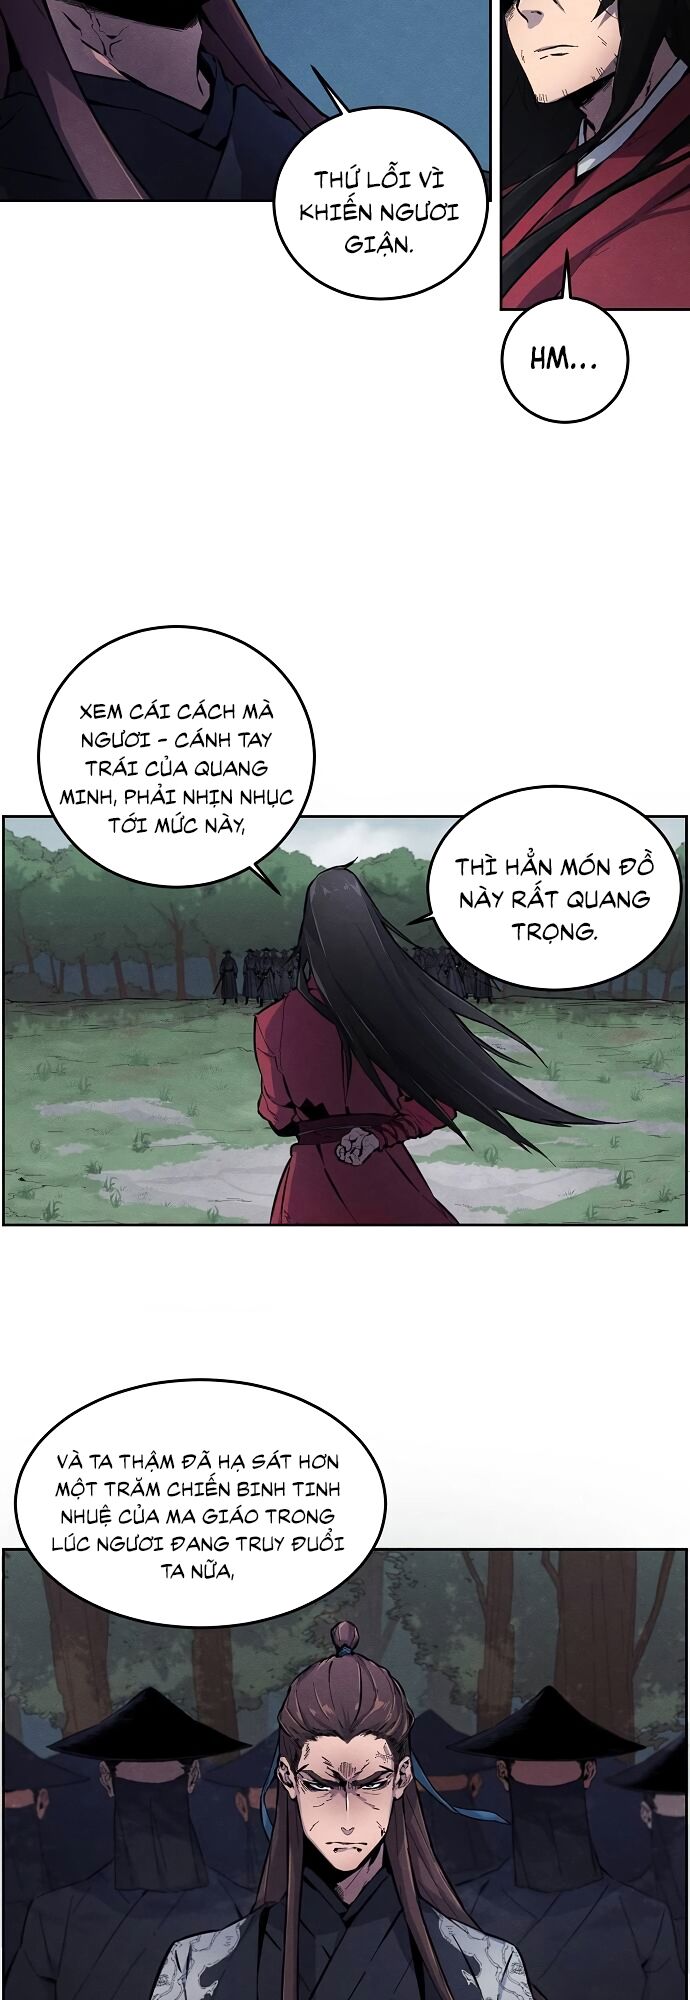 THỨ LỖI VÌ
KHIẾN NGƯƠI
GIẬN.
HM...
XEM CÁI CÁCH MÀ
NGƯƠI - CÁNH TAY
TRÁI CỦA QUANG
MINH, PHẢI NHỊN NHỤC
TỚI MỨC NÀY,
THÌ HẲN MÓN ĐỒ
NÀY RẤT QUANG
TRỌNG.
VÀ TA THẬM ĐÃ HẠ SÁT HƠN
MỘT TRĂM CHIẾN BINH TINH
NHUỆ CỦA MA GIÁO TRONG
LÚC NGƯƠI ĐANG TRUY ĐUỔI
TA NỮA,